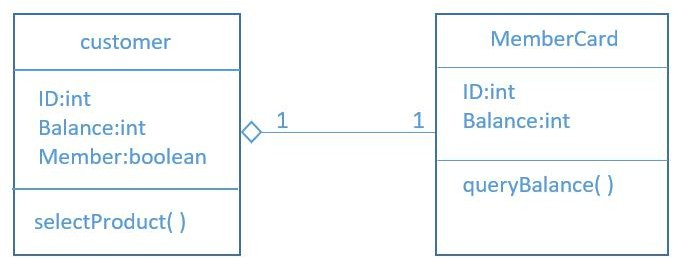 customer
ID:int
Balance:int
Member:boolean
selectProduct( )
1
1
MemberCard
ID:int
Balance:int
queryBalance( )